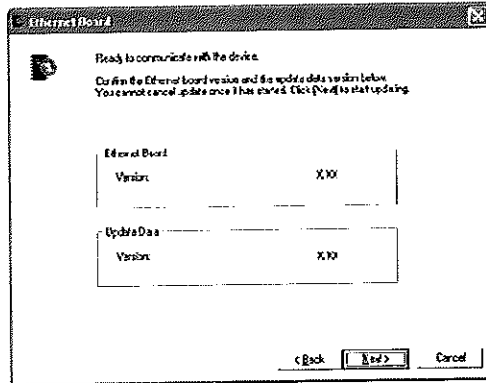 Ethernet Board
Ready to communicate with the device.
Confirm the Ethernet board version and the update data version below.
You cannot cancel update once it has started. Click [Next] to start updating.
Ethernet Board
Version: X.XX
Update Data
Version: X.XX
< Back Next > Cancel